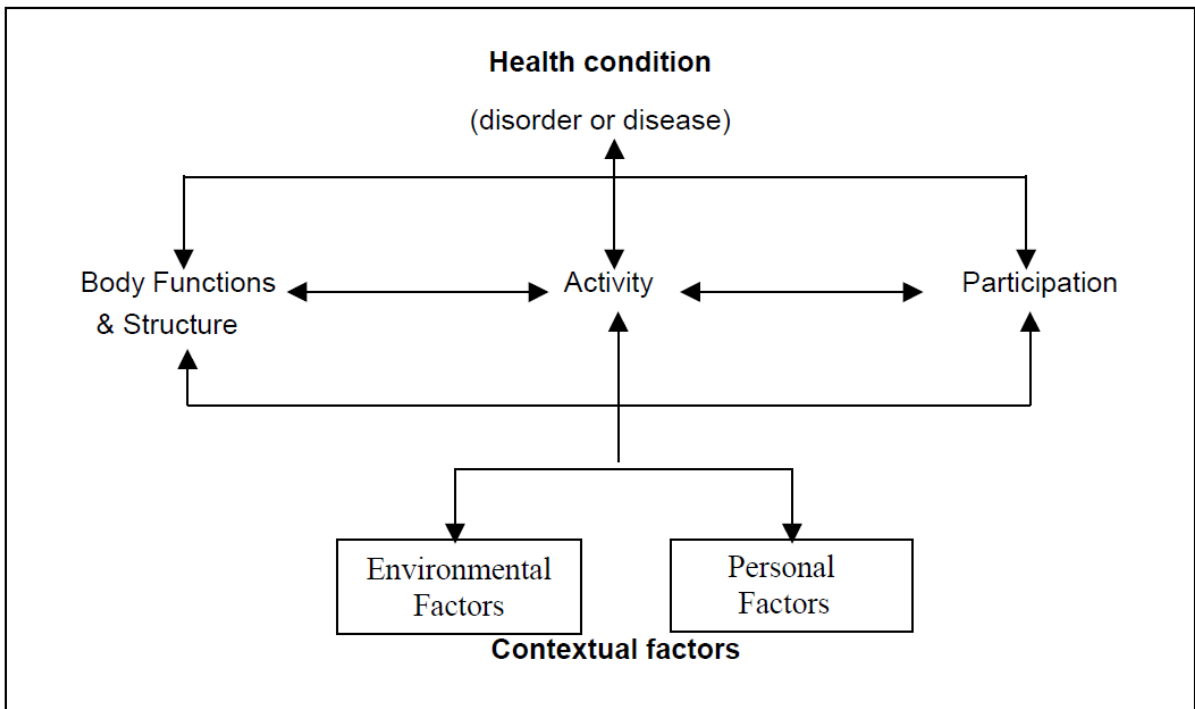 Health condition
(disorder or disease)
Body Functions
& Structure
Activity
Participation
Environmental
Factors
Personal
Factors
Contextual factors